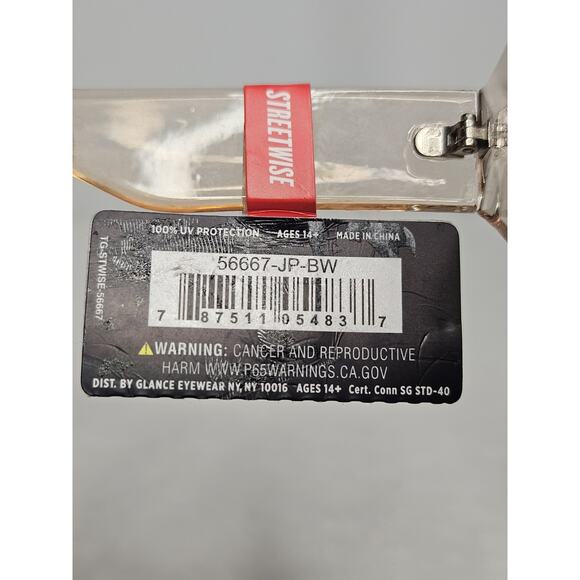 STREETWISE
100% UV PROTECTION AGES 14+ MADE IN CHINA
TG-STWISE-56667
56667-JP-BW
7 87511 05483 7
WARNING: CANCER AND REPRODUCTIVE
HARM WWW.P65WARNINGS.CA.GOV
DIST. BY GLANCE EYEWEAR NY, NY 10016 AGES 14+ Cert. Conn SG STD-40